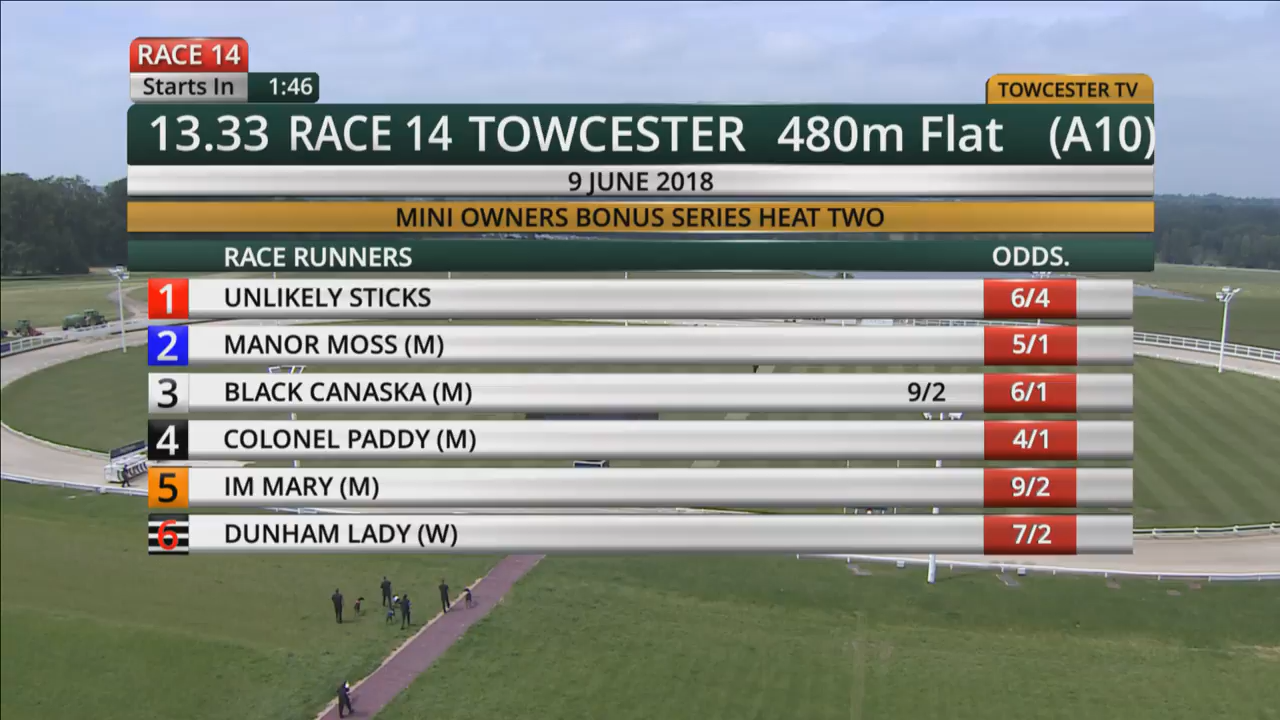 RACE 14
Starts In 1:46
TOWCESTER TV
13.33 RACE 14 TOWCESTER 480m Flat (A10)
9 JUNE 2018
MINI OWNERS BONUS SERIES HEAT TWO
RACE RUNNERS ODDS.
1 UNLIKELY STICKS 6/4
2 MANOR MOSS (M) 5/1
3 BLACK CANASKA (M) 9/2 6/1
4 COLONEL PADDY (M) 4/1
5 IM MARY (M) 9/2
6 DUNHAM LADY (W) 7/2